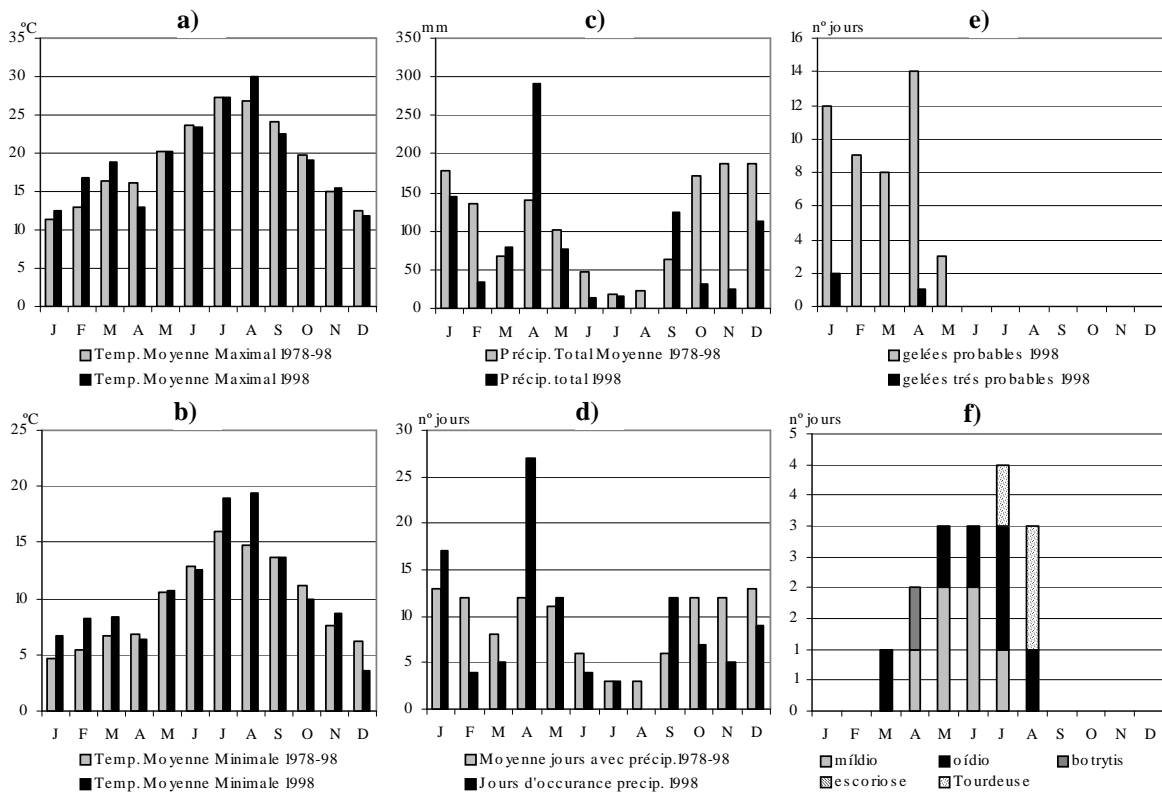 a)
ºC
35
30
25
20
15
10
5
0
J F M A M J J A S O N D
Temp. Moyenne Maximal 1978-98
Temp. Moyenne Maximal 1998
c)
mm
350
300
250
200
150
100
50
0
J F M A M J J A S O N D
Précip. Total Moyenne 1978-98
Précip. total 1998
e)
nº jours
16
14
12
10
8
6
4
2
0
J F M A M J J A S O N D
gelées probables 1998
gelées trés probables 1998
b)
ºC
25
20
15
10
5
0
J F M A M J J A S O N D
Temp. Moyenne Minimale 1978-98
Temp. Moyenne Minimale 1998
d)
nº jours
30
25
20
15
10
5
0
J F M A M J J A S O N D
Moyenne jours avec précip. 1978-98
Jours d'occurance precip. 1998
f)
nº jours
5
4
4
3
3
2
2
1
1
0
J F M A M J J A S O N D
míldio oídio botrytis
escoriose Tourdeuse